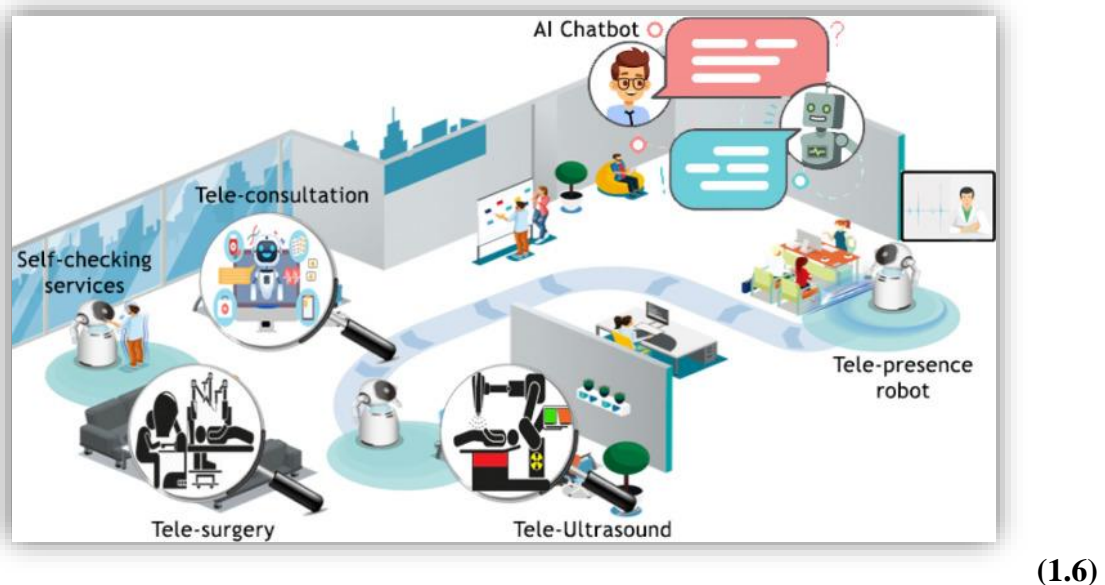 AI Chatbot
?
Tele-consultation
Self-checking
services
Tele-presence
robot
Tele-surgery
Tele-Ultrasound
(1.6)